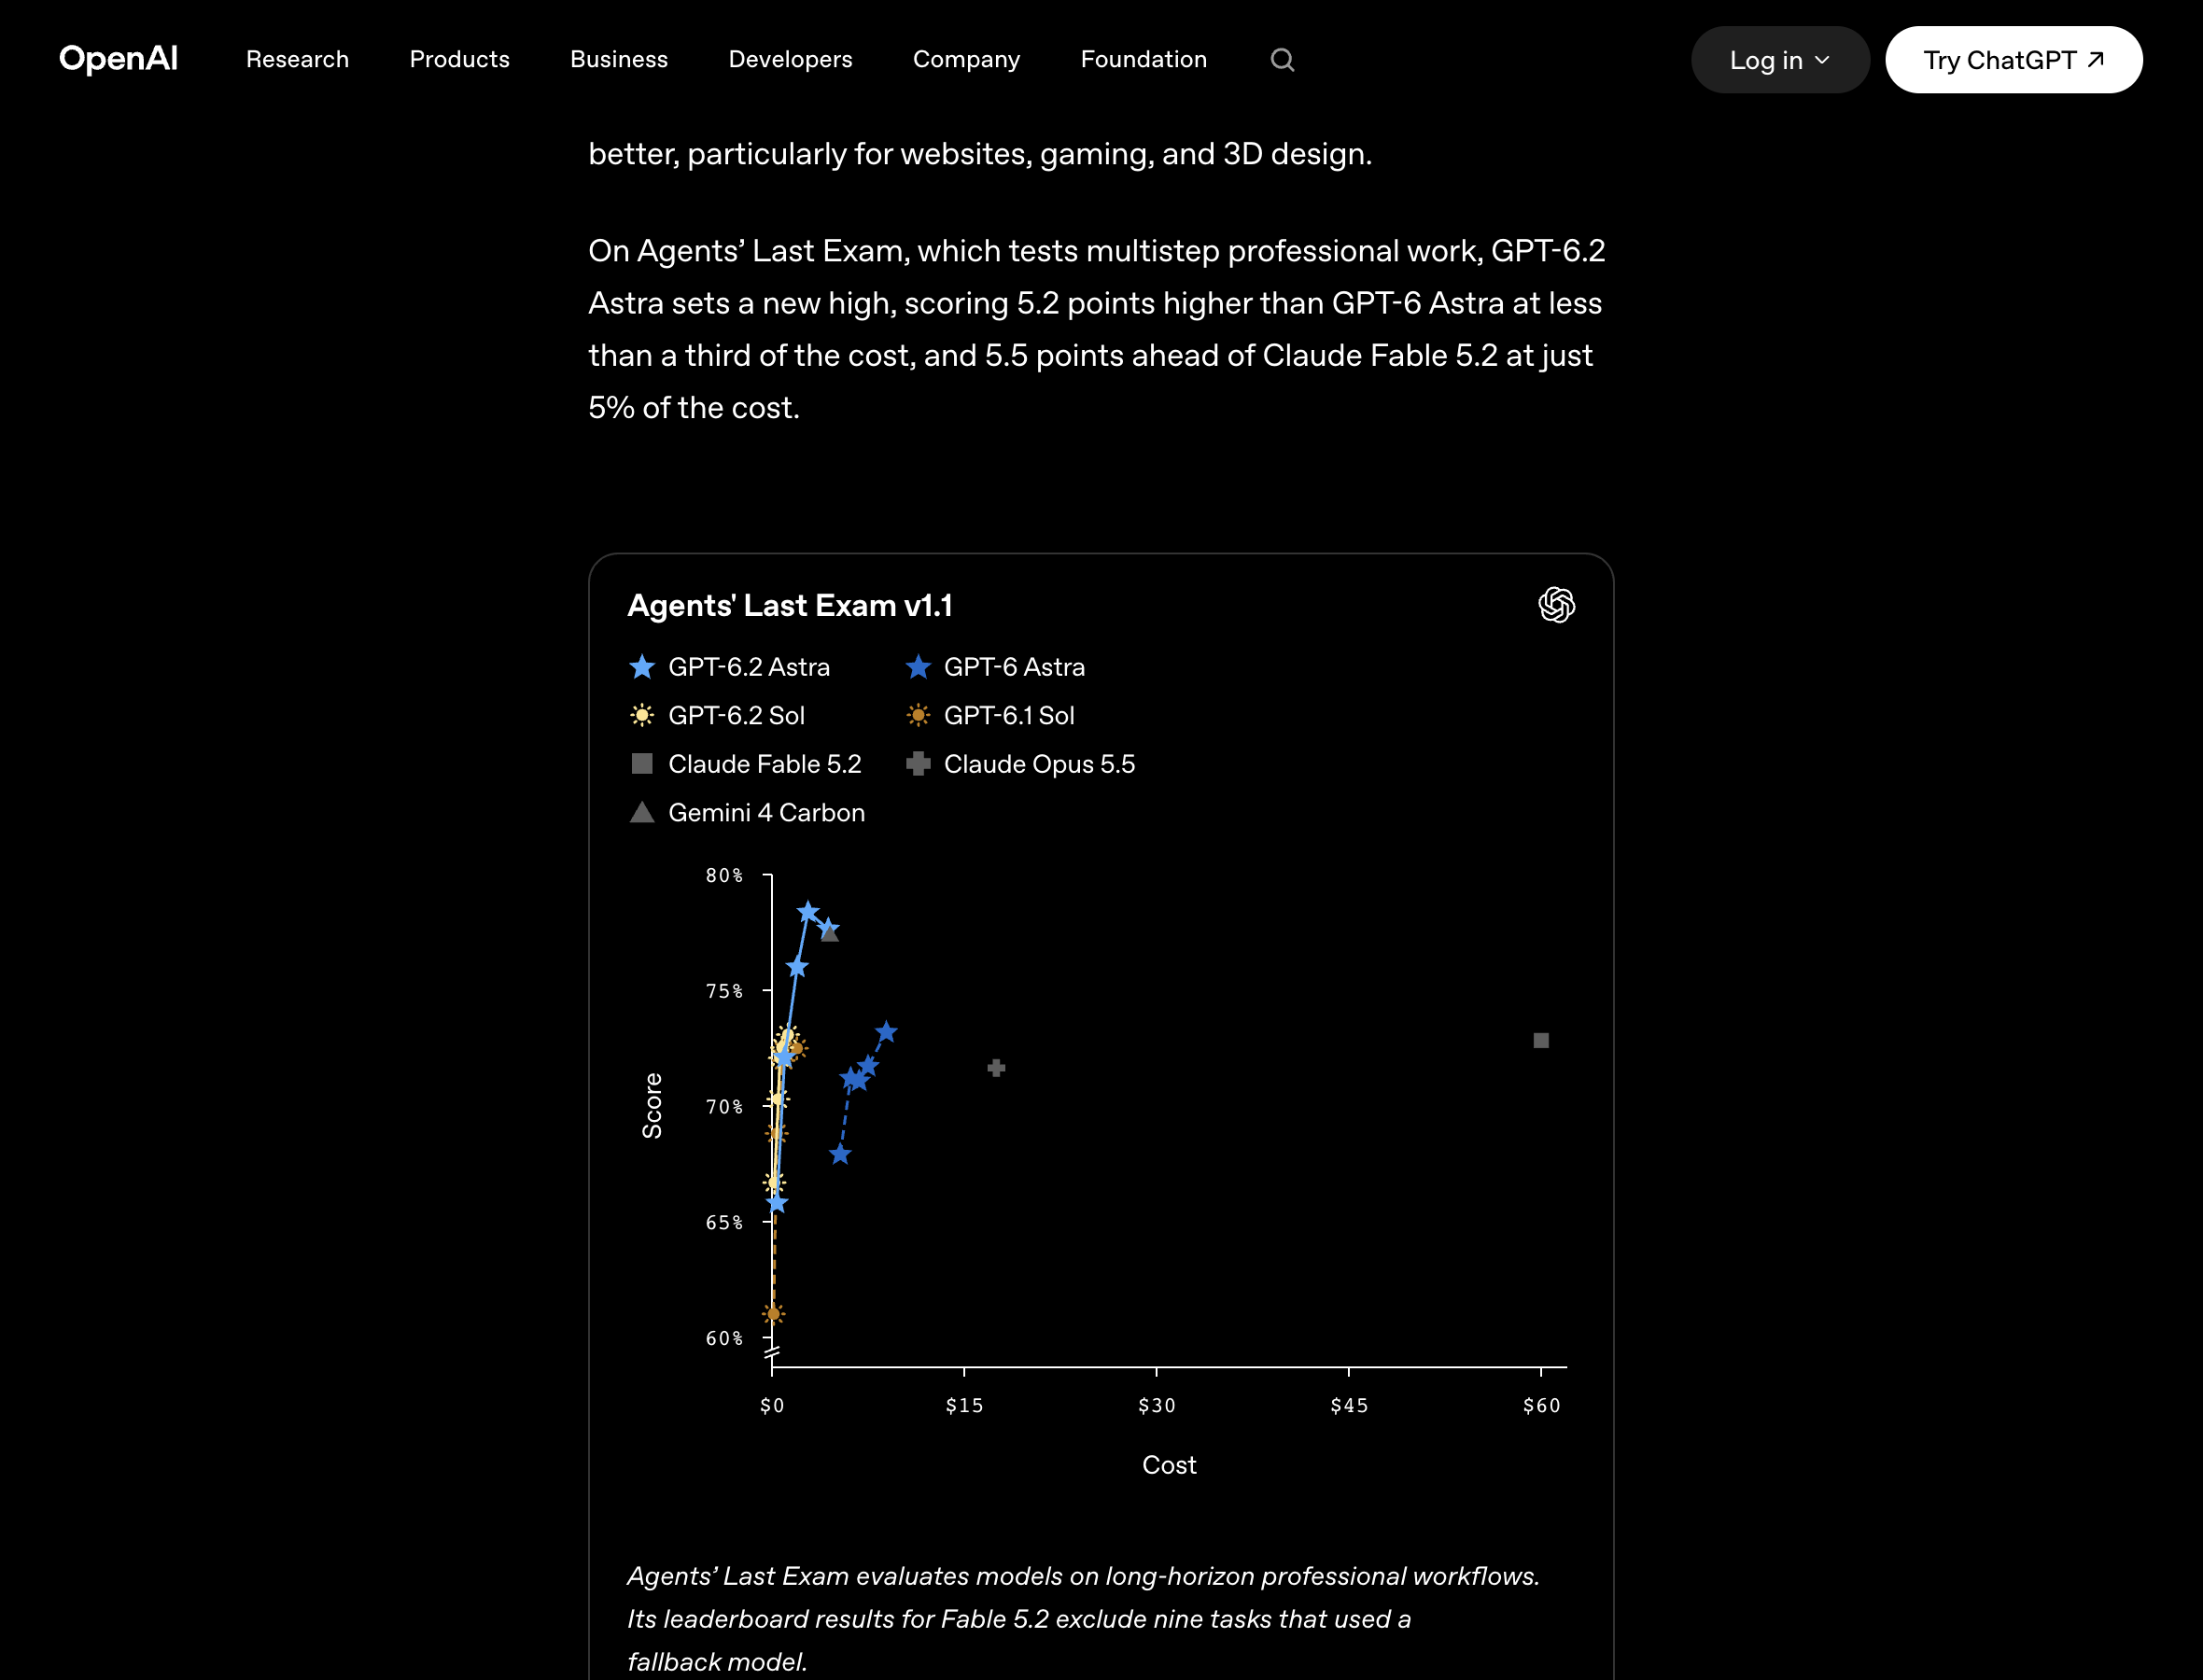 OpenAI
Research
Products
Business
Developers
Company
Foundation
Log in
Try ChatGPT
better, particularly for websites, gaming, and 3D design.
On Agents’ Last Exam, which tests multistep professional work, GPT-6.2
Astra sets a new high, scoring 5.2 points higher than GPT-6 Astra at less
than a third of the cost, and 5.5 points ahead of Claude Fable 5.2 at just
5% of the cost.
Agents' Last Exam v1.1
GPT-6.2 Astra
GPT-6 Astra
GPT-6.2 Sol
GPT-6.1 Sol
Claude Fable 5.2
Claude Opus 5.5
Gemini 4 Carbon
80%
75%
70%
65%
60%
Score
$0
$15
$30
$45
$60
Cost
Agents’ Last Exam evaluates models on long-horizon professional workflows.
Its leaderboard results for Fable 5.2 exclude nine tasks that used a
fallback model.